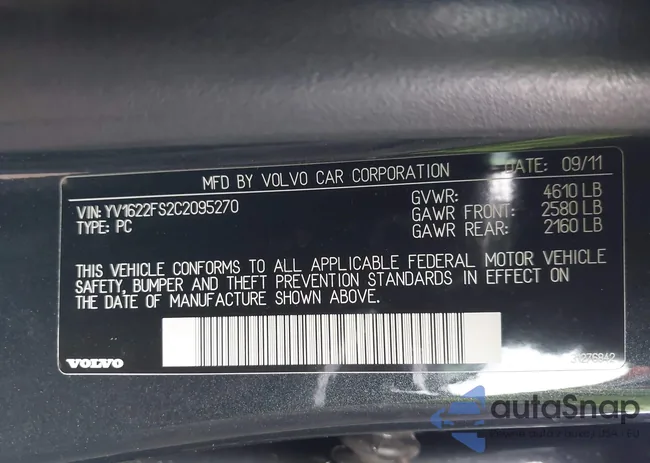 MFD BY VOLVO CAR CORPORATION DATE: 09/11
VIN: YV1622FS2C2095270 GVWR: 4610 LB
TYPE: PC GAWR FRONT: 2580 LB
GAWR REAR: 2160 LB
THIS VEHICLE CONFORMS TO ALL APPLICABLE FEDERAL MOTOR VEHICLE
SAFETY, BUMPER AND THEFT PREVENTION STANDARDS IN EFFECT ON
THE DATE OF MANUFACTURE SHOWN ABOVE.
VOLVO
autaSnap